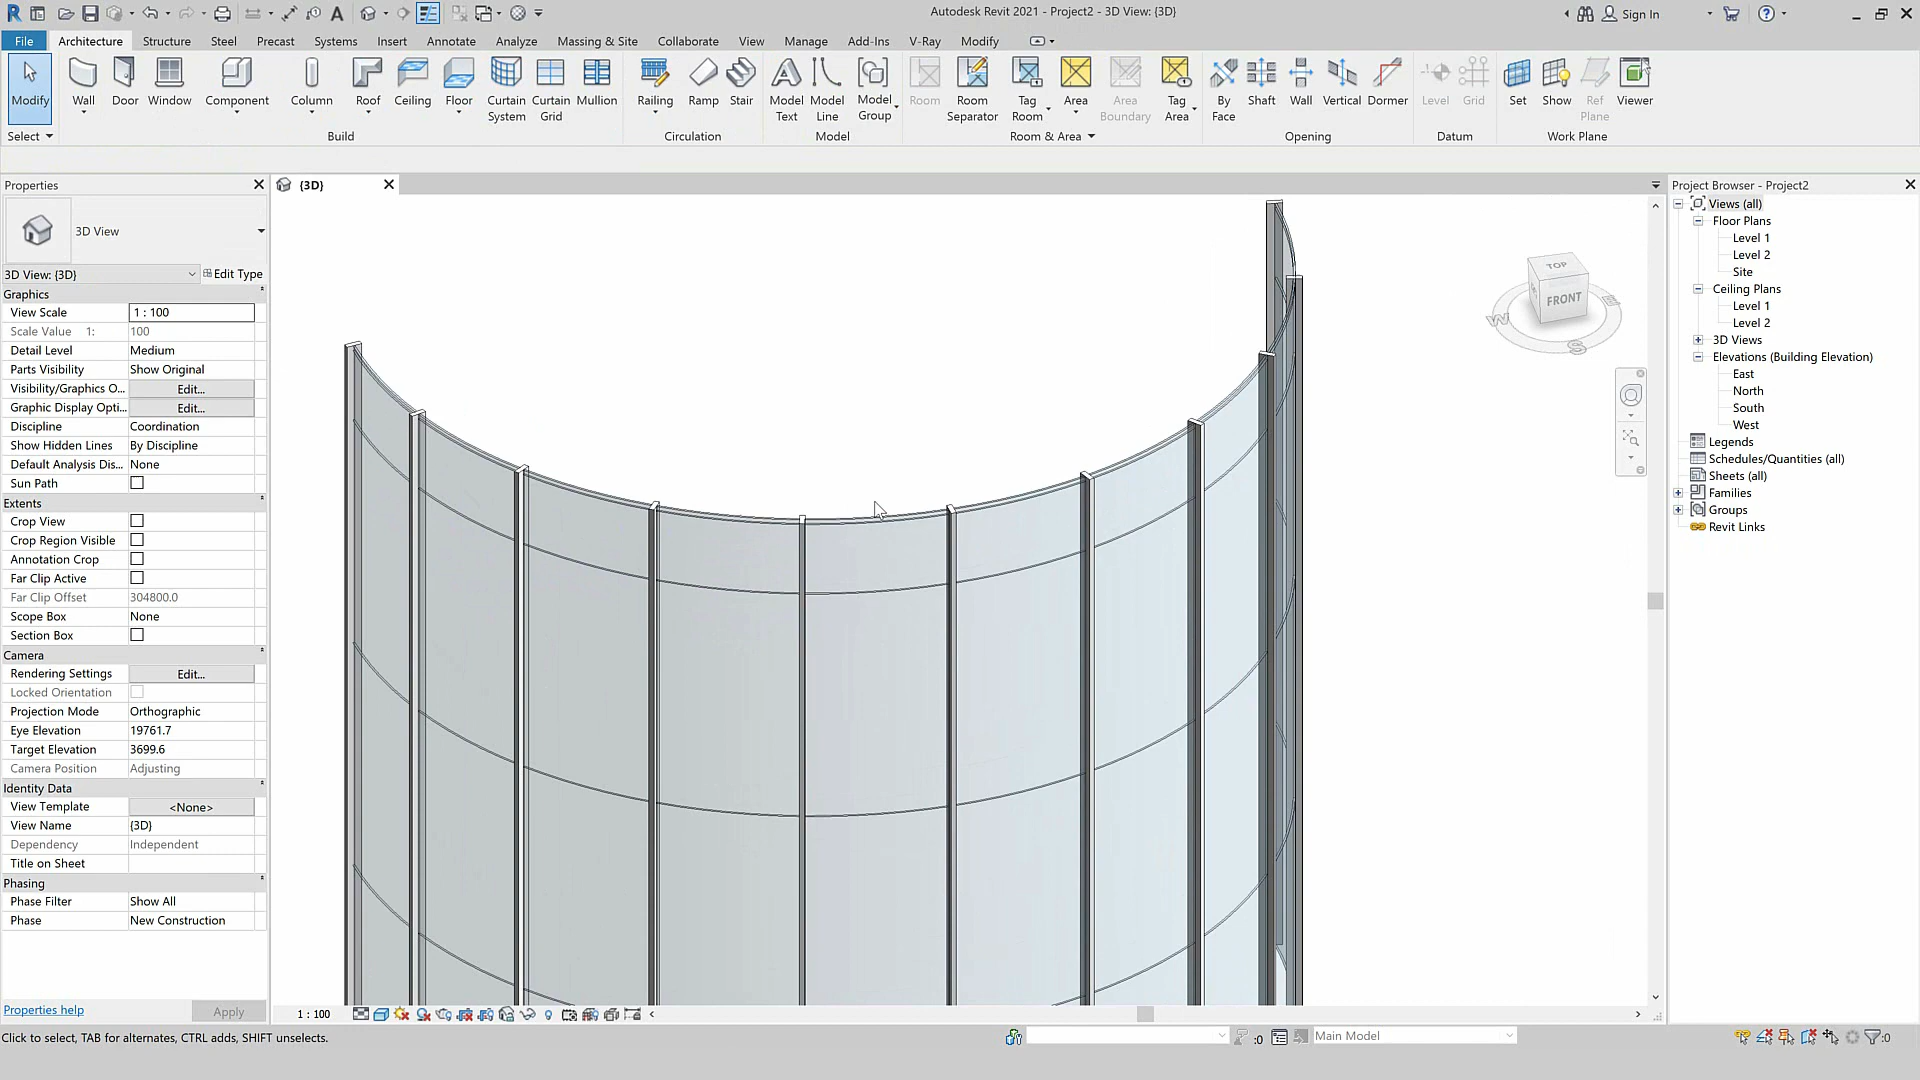 Autodesk Revit 2021 - Project2 - 3D View: {3D}
Sign In
File Architecture Structure Steel Precast Systems Insert Annotate Analyze Massing & Site Collaborate View Manage Add-Ins V-Ray Modify
Modify Wall Door Window Component Column Roof Ceiling Floor Curtain System Curtain Grid Mullion Railing Ramp Stair Model Text Model Line Model Group Room Room Separator Tag Room Area Area Boundary Tag Area By Face Shaft Wall Vertical Dormer Level Grid Set Show Ref Plane Viewer
Select Build Circulation Model Room & Area Opening Datum Work Plane
Properties
3D View
3D View: {3D} Edit Type
Graphics
View Scale 1 : 100
Scale Value 1: 100
Detail Level Medium
Parts Visibility Show Original
Visibility/Graphics O... Edit...
Graphic Display Opti... Edit...
Discipline Coordination
Show Hidden Lines By Discipline
Default Analysis Dis... None
Sun Path
Extents
Crop View
Crop Region Visible
Annotation Crop
Far Clip Active
Far Clip Offset 304800.0
Scope Box None
Section Box
Camera
Rendering Settings Edit...
Locked Orientation
Projection Mode Orthographic
Eye Elevation 19761.7
Target Elevation 3699.6
Camera Position Adjusting
Identity Data
View Template <None>
View Name {3D}
Dependency Independent
Title on Sheet
Phasing
Phase Filter Show All
Phase New Construction
Properties help Apply
{3D}
TOP
FRONT
W
S
E
1 : 100
Project Browser - Project2
Views (all)
Floor Plans
Level 1
Level 2
Site
Ceiling Plans
Level 1
Level 2
3D Views
Elevations (Building Elevation)
East
North
South
West
Legends
Schedules/Quantities (all)
Sheets (all)
Families
Groups
Revit Links
Click to select, TAB for alternates, CTRL adds, SHIFT unselects.
:0
Main Model
:0